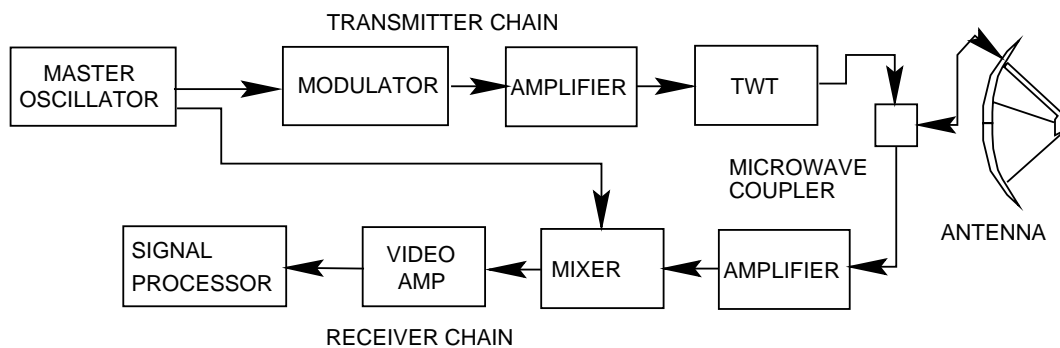 TRANSMITTER CHAIN
MASTER
OSCILLATOR
MODULATOR
AMPLIFIER
TWT
MICROWAVE
COUPLER
ANTENNA
SIGNAL
PROCESSOR
VIDEO
AMP
MIXER
AMPLIFIER
RECEIVER CHAIN